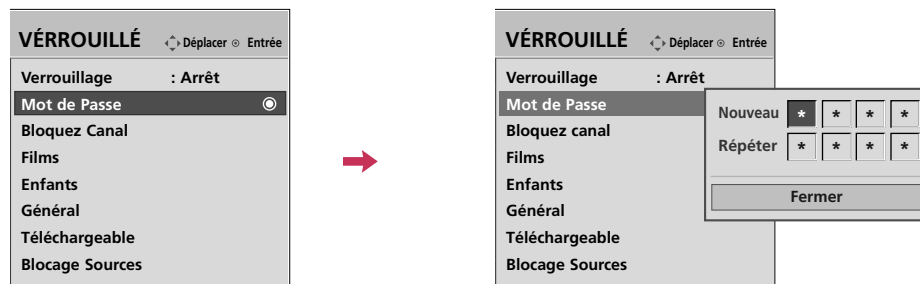 VÉRROUILLÉ Déplacer Entrée
Verrouillage : Arrêt
Mot de Passe
Bloquez Canal
Films
Enfants
Général
Téléchargeable
Blocage Sources
VÉRROUILLÉ Déplacer Entrée
Verrouillage : Arrêt
Mot de Passe
Bloquez canal
Films
Enfants
Général
Téléchargeable
Blocage Sources
Nouveau * * * *
Répéter * * * *
Fermer